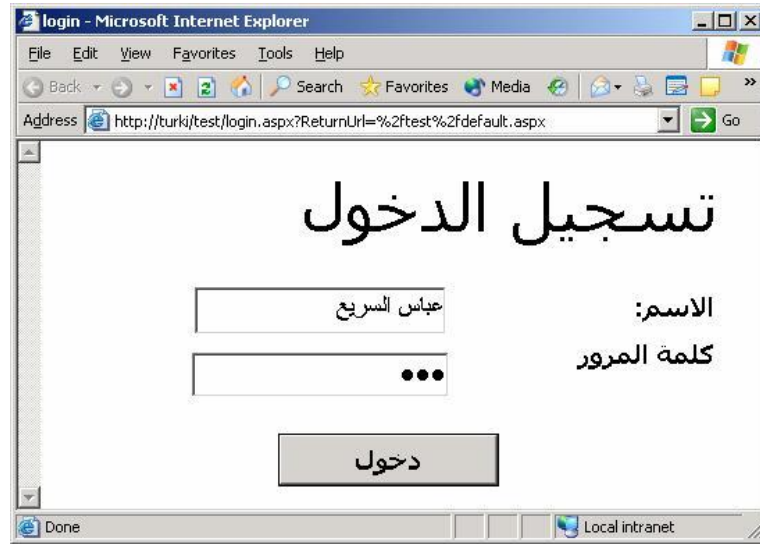 login - Microsoft Internet Explorer
File Edit View Favorites Tools Help
Back Search Favorites Media »
Address http://turki/test/login.aspx?ReturnUrl=%2ftest%2fdefault.aspx Go
تسجيل الدخول
الاسم: عباس السريع
كلمة المرور •••
دخول
Done Local intranet